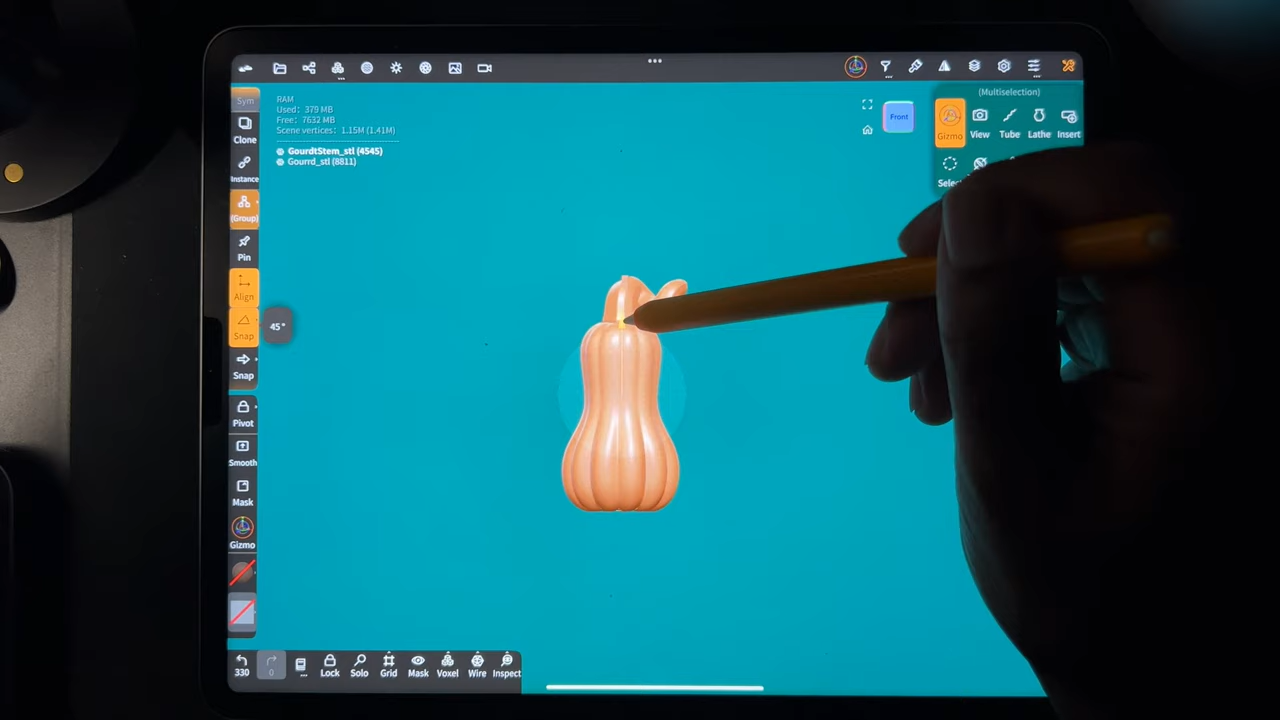 RAM
Used: 379 MB
Free: 7632 MB
Scene vertices: 1.15M (1.41M)
GourdtStem_stl (4545)
Gourrd_stl (8811)
Front
(Multiselection)
Gizmo
View
Tube
Lathe
Insert
Sym
Clone
Instance
(Group)
Pin
Align
Snap
45°
Snap
Pivot
Smooth
Mask
Gizmo
330
0
Lock
Solo
Grid
Mask
Voxel
Wire
Inspect